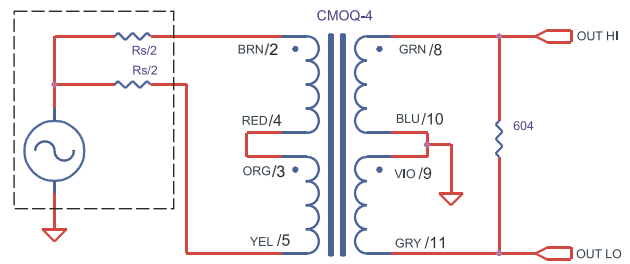 CMOQ-4
OUT HI
Rs/2
BRN/2
GRN/8
Rs/2
RED/4
BLU/10
604
ORG/3
VIO/9
YEL/5
GRY/11
OUT LO